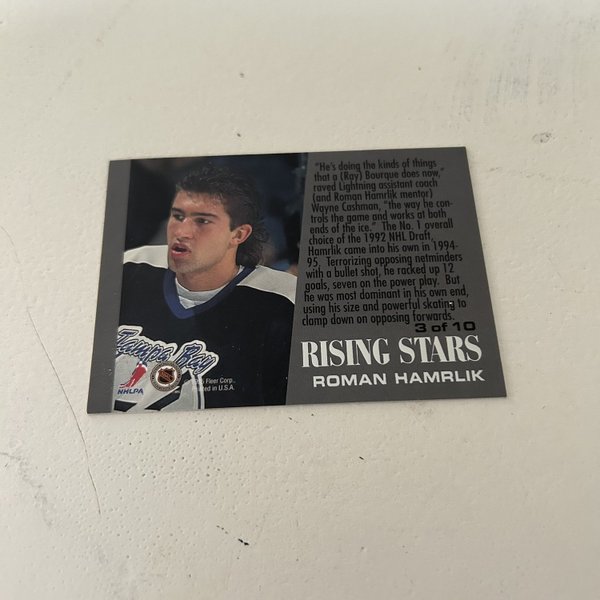 "He's doing the kinds of things
that a (Ray) Bourque does now,"
raved Lightning assistant coach
(and Roman Hamrlik mentor)
Wayne Cashman, "the way he con-
trols the game and works at both
ends of the ice." The No. 1 overall
choice of the 1992 NHL Draft,
Hamrlik came into his own in 1994-
95. Terrorizing opposing netminders
with a bullet shot, he racked up 12
goals, seven on the power play. But
he was most dominant in his own end,
using his size and powerful skating to
clamp down on opposing forwards.
3 of 10
RISING STARS
ROMAN HAMRLIK
Tampa Bay
NHLPA
Fleer Corp.,
in U.S.A.